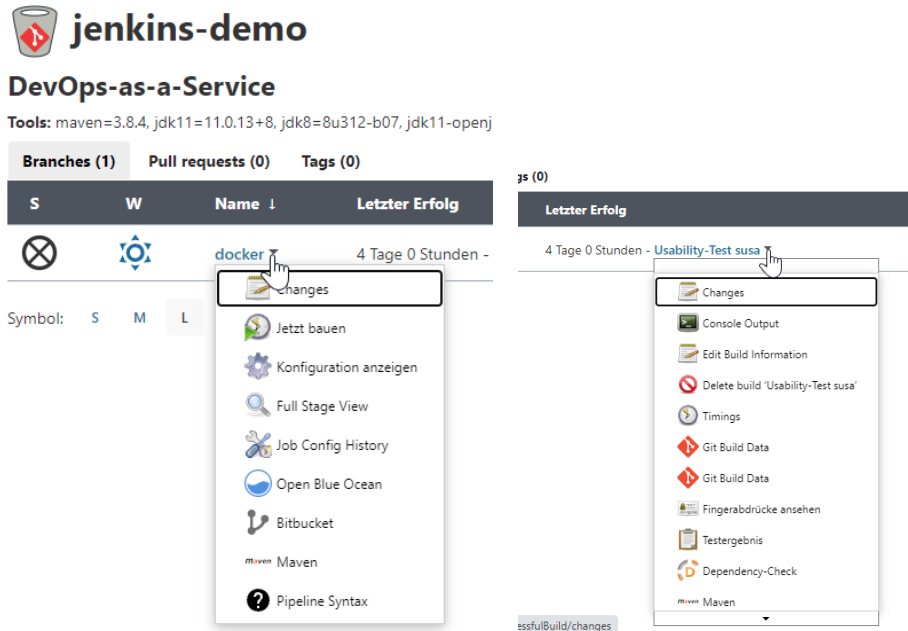 jenkins-demo
DevOps-as-a-Service
Tools: maven=3.8.4, jdk11=11.0.13+8, jdk8=8u312-b07, jdk11-openj
Branches (1) Pull requests (0) Tags (0)
S W Name ↓ Letzter Erfolg
docker 4 Tage 0 Stunden -
Changes
Symbol: S M L
Jetzt bauen
Konfiguration anzeigen
Full Stage View
Job Config History
Open Blue Ocean
Bitbucket
maven Maven
? Pipeline Syntax
gs (0)
Letzter Erfolg
4 Tage 0 Stunden - Usability-Test susa
Changes
Console Output
Edit Build Information
Delete build 'Usability-Test susa'
Timings
Git Build Data
Git Build Data
Fingerabdrücke ansehen
Testergebnis
Dependency-Check
maven Maven
essfulBuild/changes